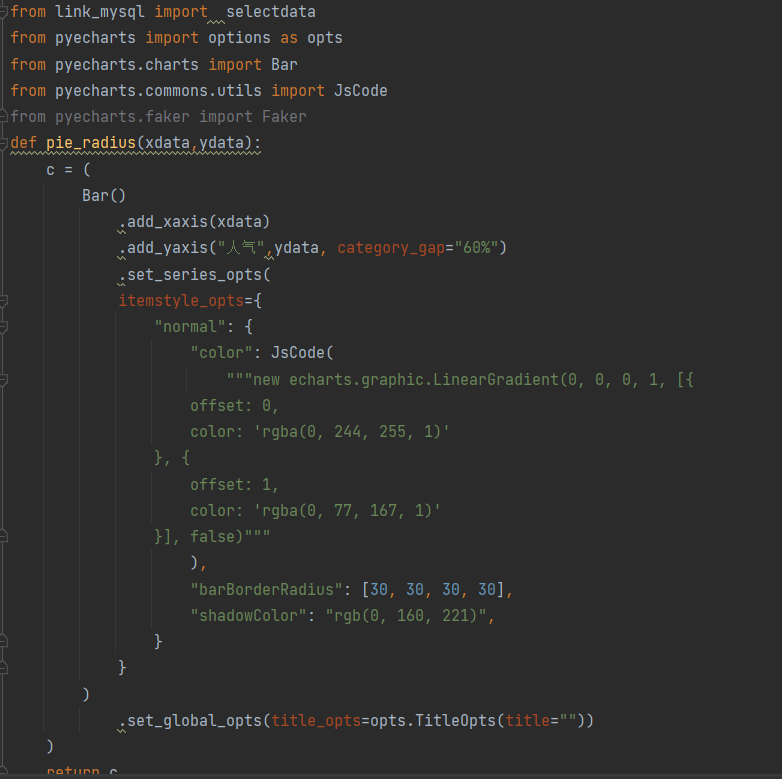 from link_mysql import  selectdata
from pyecharts import options as opts
from pyecharts.charts import Bar
from pyecharts.commons.utils import JsCode
from pyecharts.faker import Faker
def pie_radius(xdata,ydata):
    c = (
        Bar()
            .add_xaxis(xdata)
            .add_yaxis("人气",ydata, category_gap="60%")
            .set_series_opts(
            itemstyle_opts={
                "normal": {
                    "color": JsCode(
                        """new echarts.graphic.LinearGradient(0, 0, 0, 1, [{
                    offset: 0,
                    color: 'rgba(0, 244, 255, 1)'
                }, {
                    offset: 1,
                    color: 'rgba(0, 77, 167, 1)'
                }], false)"""
                    ),
                    "barBorderRadius": [30, 30, 30, 30],
                    "shadowColor": "rgb(0, 160, 221)",
                }
            }
        )
            .set_global_opts(title_opts=opts.TitleOpts(title=""))
    )
    return c